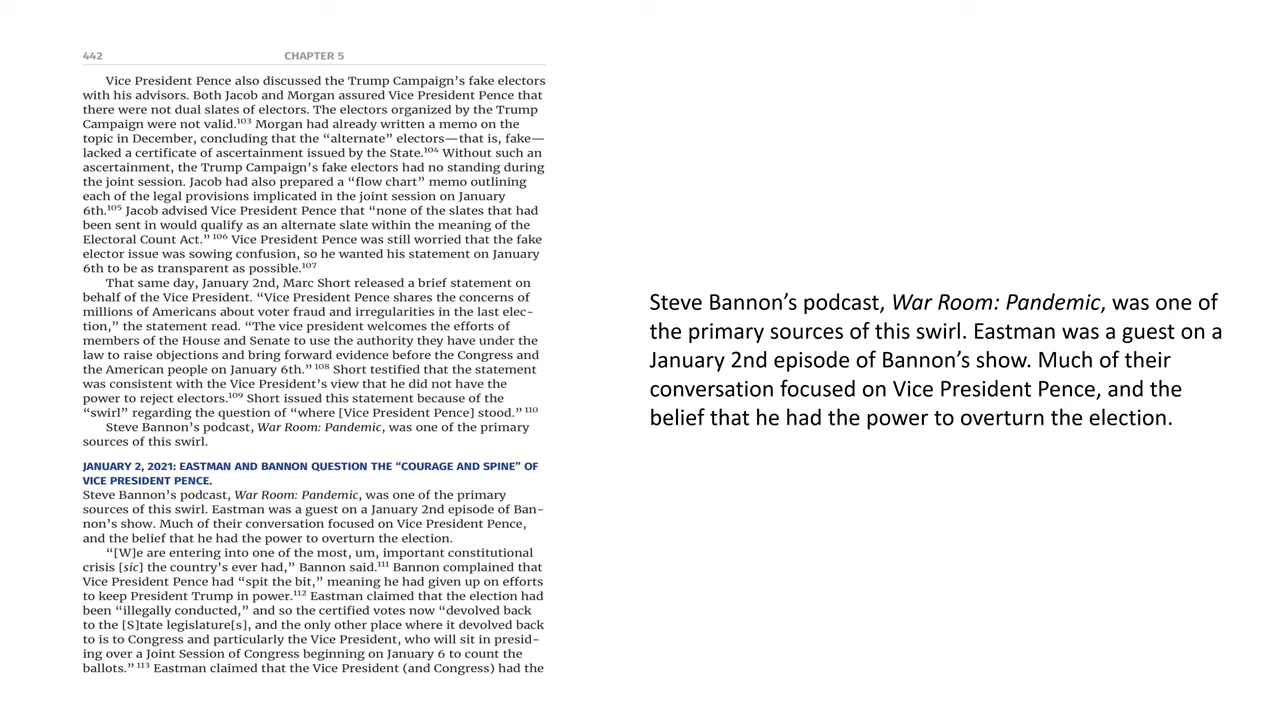 442 CHAPTER 5
Vice President Pence also discussed the Trump Campaign’s fake electors
with his advisors. Both Jacob and Morgan assured Vice President Pence that
there were not dual slates of electors. The electors organized by the Trump
Campaign were not valid.103 Morgan had already written a memo on the
topic in December, concluding that the “alternate” electors—that is, fake—
lacked a certificate of ascertainment issued by the State.104 Without such an
ascertainment, the Trump Campaign’s fake electors had no standing during
the joint session. Jacob had also prepared a “flow chart” memo outlining
each of the legal provisions implicated in the joint session on January
6th.105 Jacob advised Vice President Pence that “none of the slates that had
been sent in would qualify as an alternate slate within the meaning of the
Electoral Count Act.” 106 Vice President Pence was still worried that the fake
elector issue was sowing confusion, so he wanted his statement on January
6th to be as transparent as possible.107
That same day, January 2nd, Marc Short released a brief statement on
behalf of the Vice President. “Vice President Pence shares the concerns of
millions of Americans about voter fraud and irregularities in the last elec-
tion,” the statement read. “The vice president welcomes the efforts of
members of the House and Senate to use the authority they have under the
law to raise objections and bring forward evidence before the Congress and
the American people on January 6th.” 108 Short testified that the statement
was consistent with the Vice President’s view that he did not have the
power to reject electors.109 Short issued this statement because of the
“swirl” regarding the question of “where [Vice President Pence] stood.” 110
Steve Bannon’s podcast, War Room: Pandemic, was one of the primary
sources of this swirl.
JANUARY 2, 2021: EASTMAN AND BANNON QUESTION THE “COURAGE AND SPINE” OF
VICE PRESIDENT PENCE.
Steve Bannon’s podcast, War Room: Pandemic, was one of the primary
sources of this swirl. Eastman was a guest on a January 2nd episode of Ban-
non’s show. Much of their conversation focused on Vice President Pence,
and the belief that he had the power to overturn the election.
“[W]e are entering into one of the most, um, important constitutional
crisis [sic] the country’s ever had,” Bannon said.111 Bannon complained that
Vice President Pence had “spit the bit,” meaning he had given up on efforts
to keep President Trump in power.112 Eastman claimed that the election had
been “illegally conducted,” and so the certified votes now “devolved back
to the [S]tate legislature[s], and the only other place where it devolved back
to is to Congress and particularly the Vice President, who will sit in presid-
ing over a Joint Session of Congress beginning on January 6 to count the
ballots.” 113 Eastman claimed that the Vice President (and Congress) had the
Steve Bannon’s podcast, War Room: Pandemic, was one of
the primary sources of this swirl. Eastman was a guest on a
January 2nd episode of Bannon’s show. Much of their
conversation focused on Vice President Pence, and the
belief that he had the power to overturn the election.